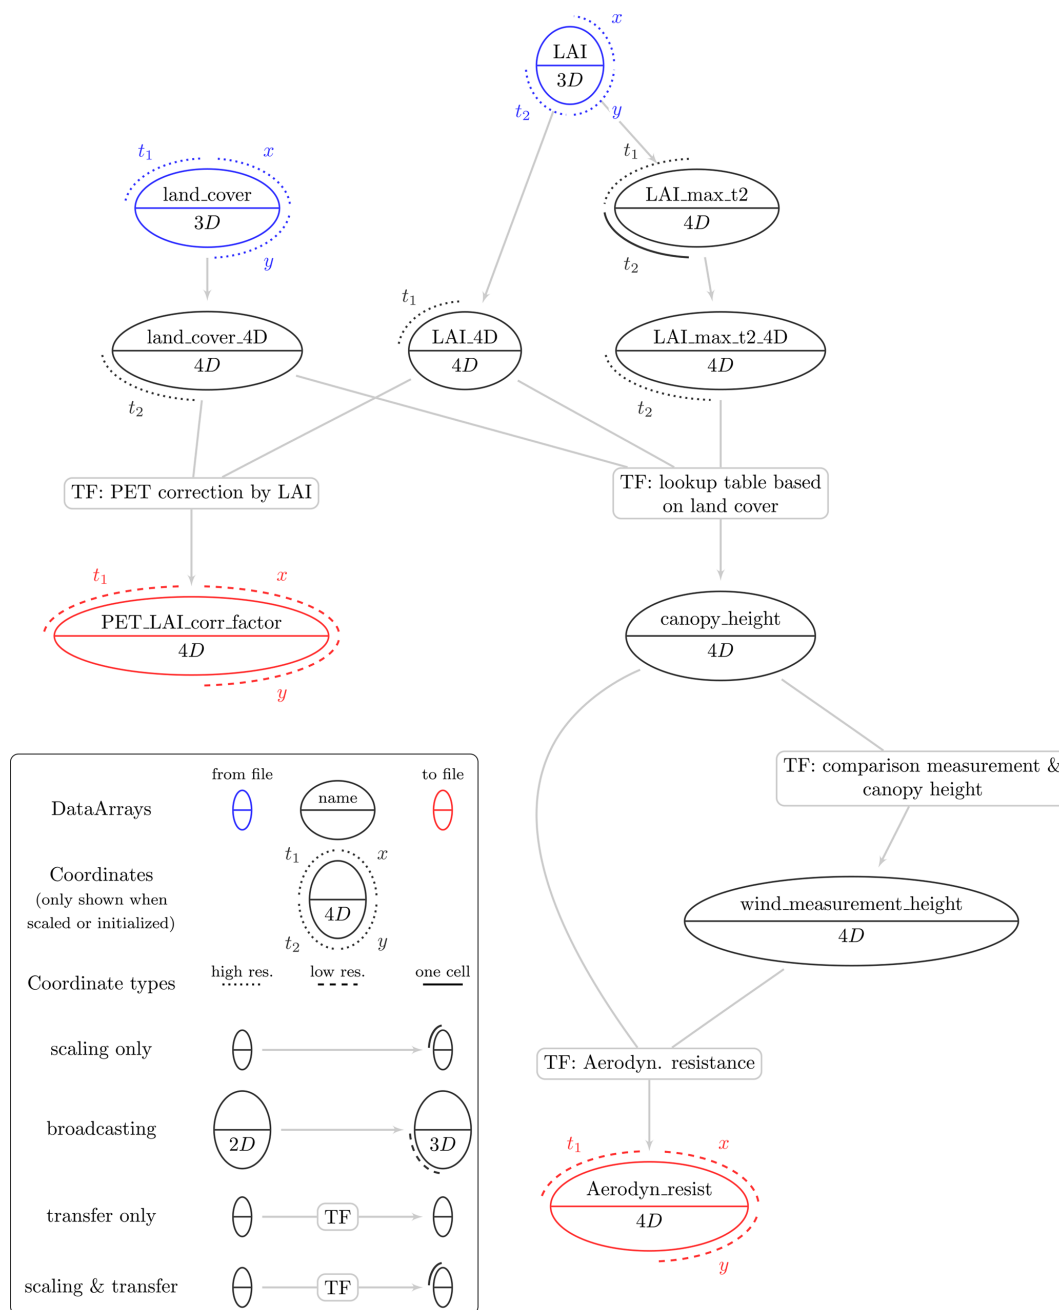 x
LAI
3D
t2
y
t1
x
land_cover
3D
y
t1
LAI_max_t2
4D
t2
t1
land_cover_4D
4D
t2
LAI_4D
4D
LAI_max_t2_4D
4D
t2
TF: PET correction by LAI
TF: lookup table based
on land cover
t1
x
PET_LAI_corr_factor
4D
y
canopy_height
4D
TF: comparison measurement &
canopy height
wind_measurement_height
4D
TF: Aerodyn. resistance
t1
x
Aerodyn_resist
4D
y
from file
to file
DataArrays
name
Coordinates
(only shown when
scaled or initialized)
t1
x
4D
t2
y
Coordinate types
high res.
low res.
one cell
scaling only
broadcasting
2D
3D
transfer only
TF
scaling & transfer
TF